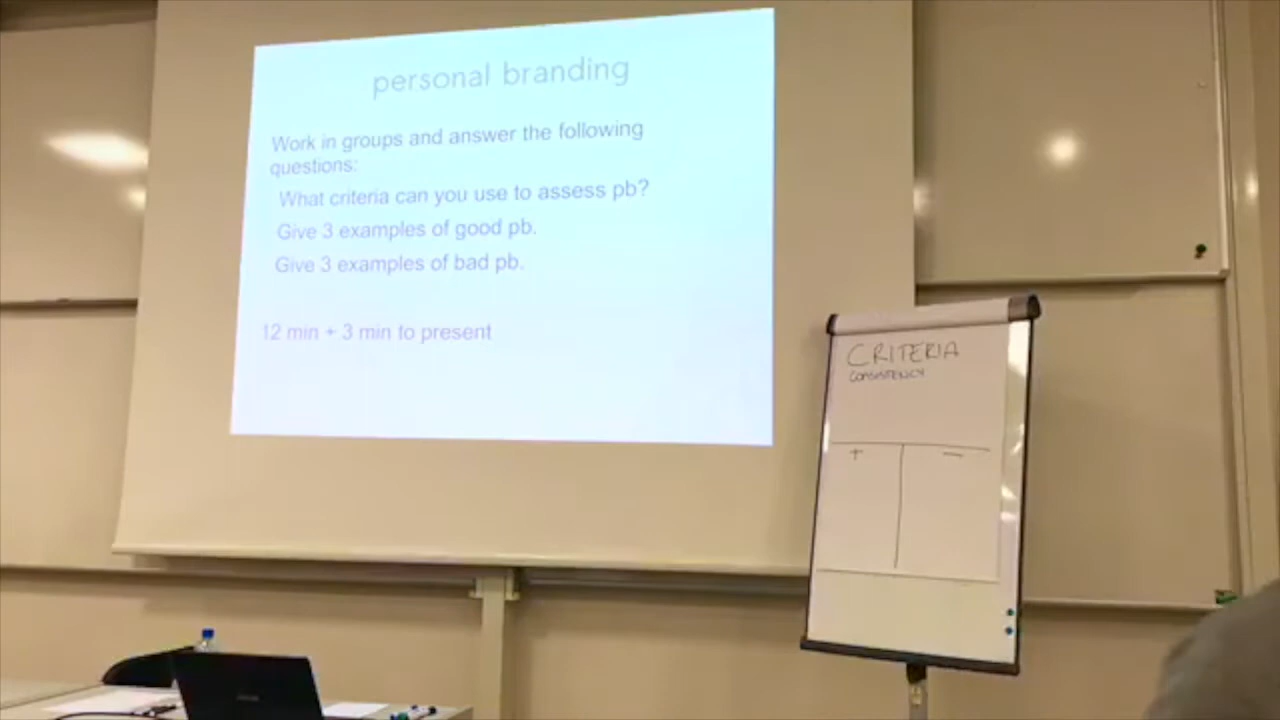 personal branding
Work in groups and answer the following
questions:
What criteria can you use to assess pb?
Give 3 examples of good pb.
Give 3 examples of bad pb.
12 min + 3 min to present
CRITERIA
CONSISTENCY
+ —